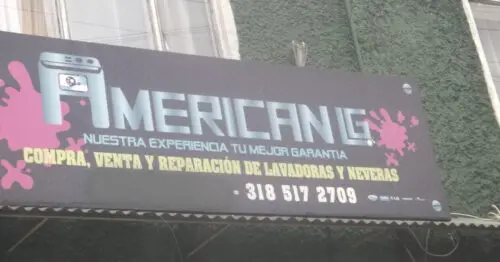 AMERICAN LG
NUESTRA EXPERIENCIA TU MEJOR GARANTIA
COMPRA, VENTA Y REPARACIÓN DE LAVADORAS Y NEVERAS
318 517 2709